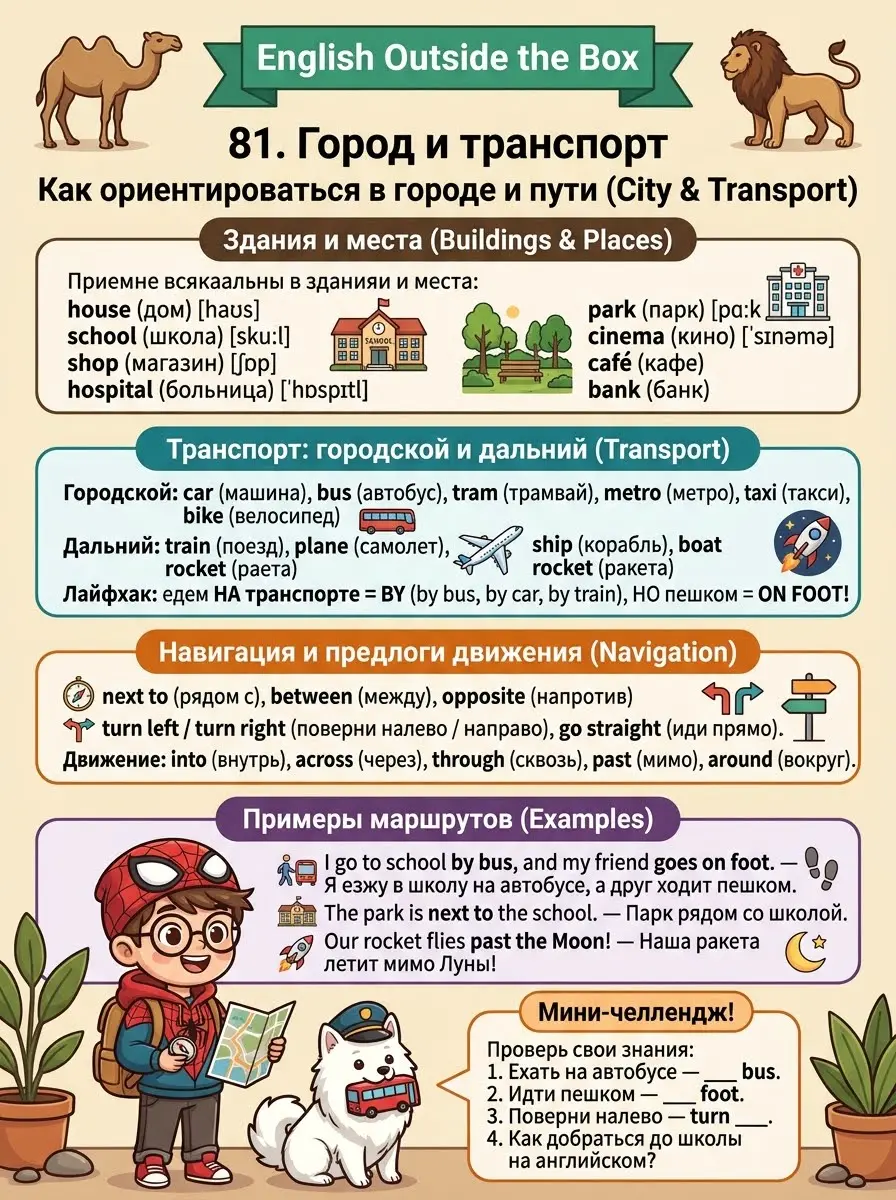 English Outside the Box
81. Город и транспорт
Как ориентироваться в городе и пути (City & Transport)
Здания и места (Buildings & Places)
Приемне всякаальны в зданияи и места:
house (дом) [haʊs]
school (школа) [sku:l]
shop (магазин) [ʃɒp]
hospital (больница) [ˈhɒspɪtl]
SCHOOL
park (парк) [pɑ:k
cinema (кино) [ˈsɪnəmə]
café (кафе)
bank (банк)
Транспорт: городской и дальний (Transport)
Городской: car (машина), bus (автобус), tram (трамвай), metro (метро), taxi (такси),
bike (велосипед)
Дальний: train (поезд), plane (самолет),
rocket (раета)
ship (корабль), boat
rocket (ракета)
Лайфхак: едем НА транспорте = BY (by bus, by car, by train), НО пешком = ON FOOT!
Навигация и предлоги движения (Navigation)
next to (рядом с), between (между), opposite (напротив)
turn left / turn right (поверни налево / направо), go straight (иди прямо).
Движение: into (внутрь), across (через), through (сквозь), past (мимо), around (вокруг).
Примеры маршрутов (Examples)
I go to school by bus, and my friend goes on foot. —
Я езжу в школу на автобусе, а друг ходит пешком.
The park is next to the school. — Парк рядом со школой.
Our rocket flies past the Moon! — Наша ракета
летит мимо Луны!
Мини-челлендж!
Проверь свои знания:
1. Ехать на автобусе — ___ bus.
2. Идти пешком — ___ foot.
3. Поверни налево — turn ___.
4. Как добраться до школы
на английском?